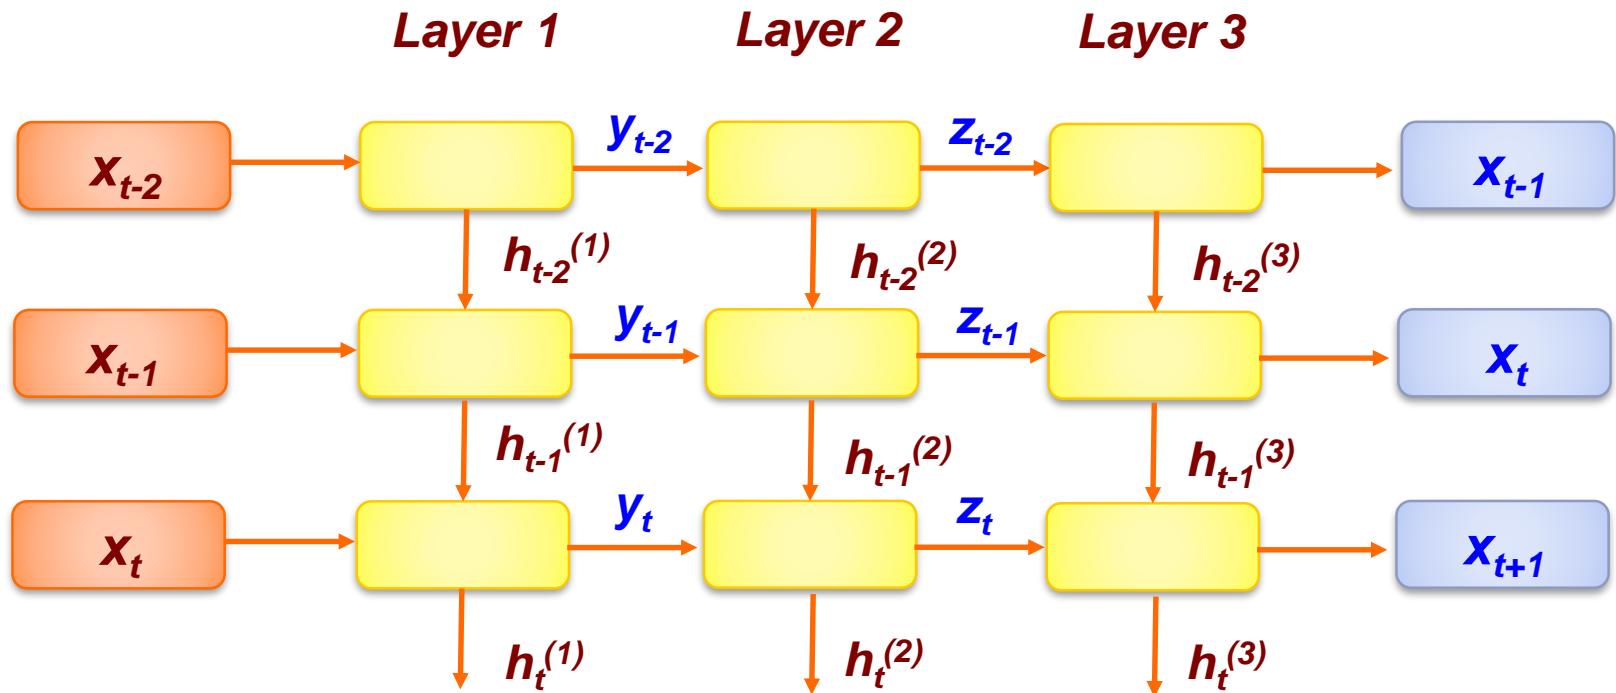 Layer 1 Layer 2 Layer 3
x_{t-2} y_{t-2} z_{t-2} x_{t-1}
h_{t-2}^{(1)} h_{t-2}^{(2)} h_{t-2}^{(3)}
x_{t-1} y_{t-1} z_{t-1} x_t
h_{t-1}^{(1)} h_{t-1}^{(2)} h_{t-1}^{(3)}
x_t y_t z_t x_{t+1}
h_t^{(1)} h_t^{(2)} h_t^{(3)}